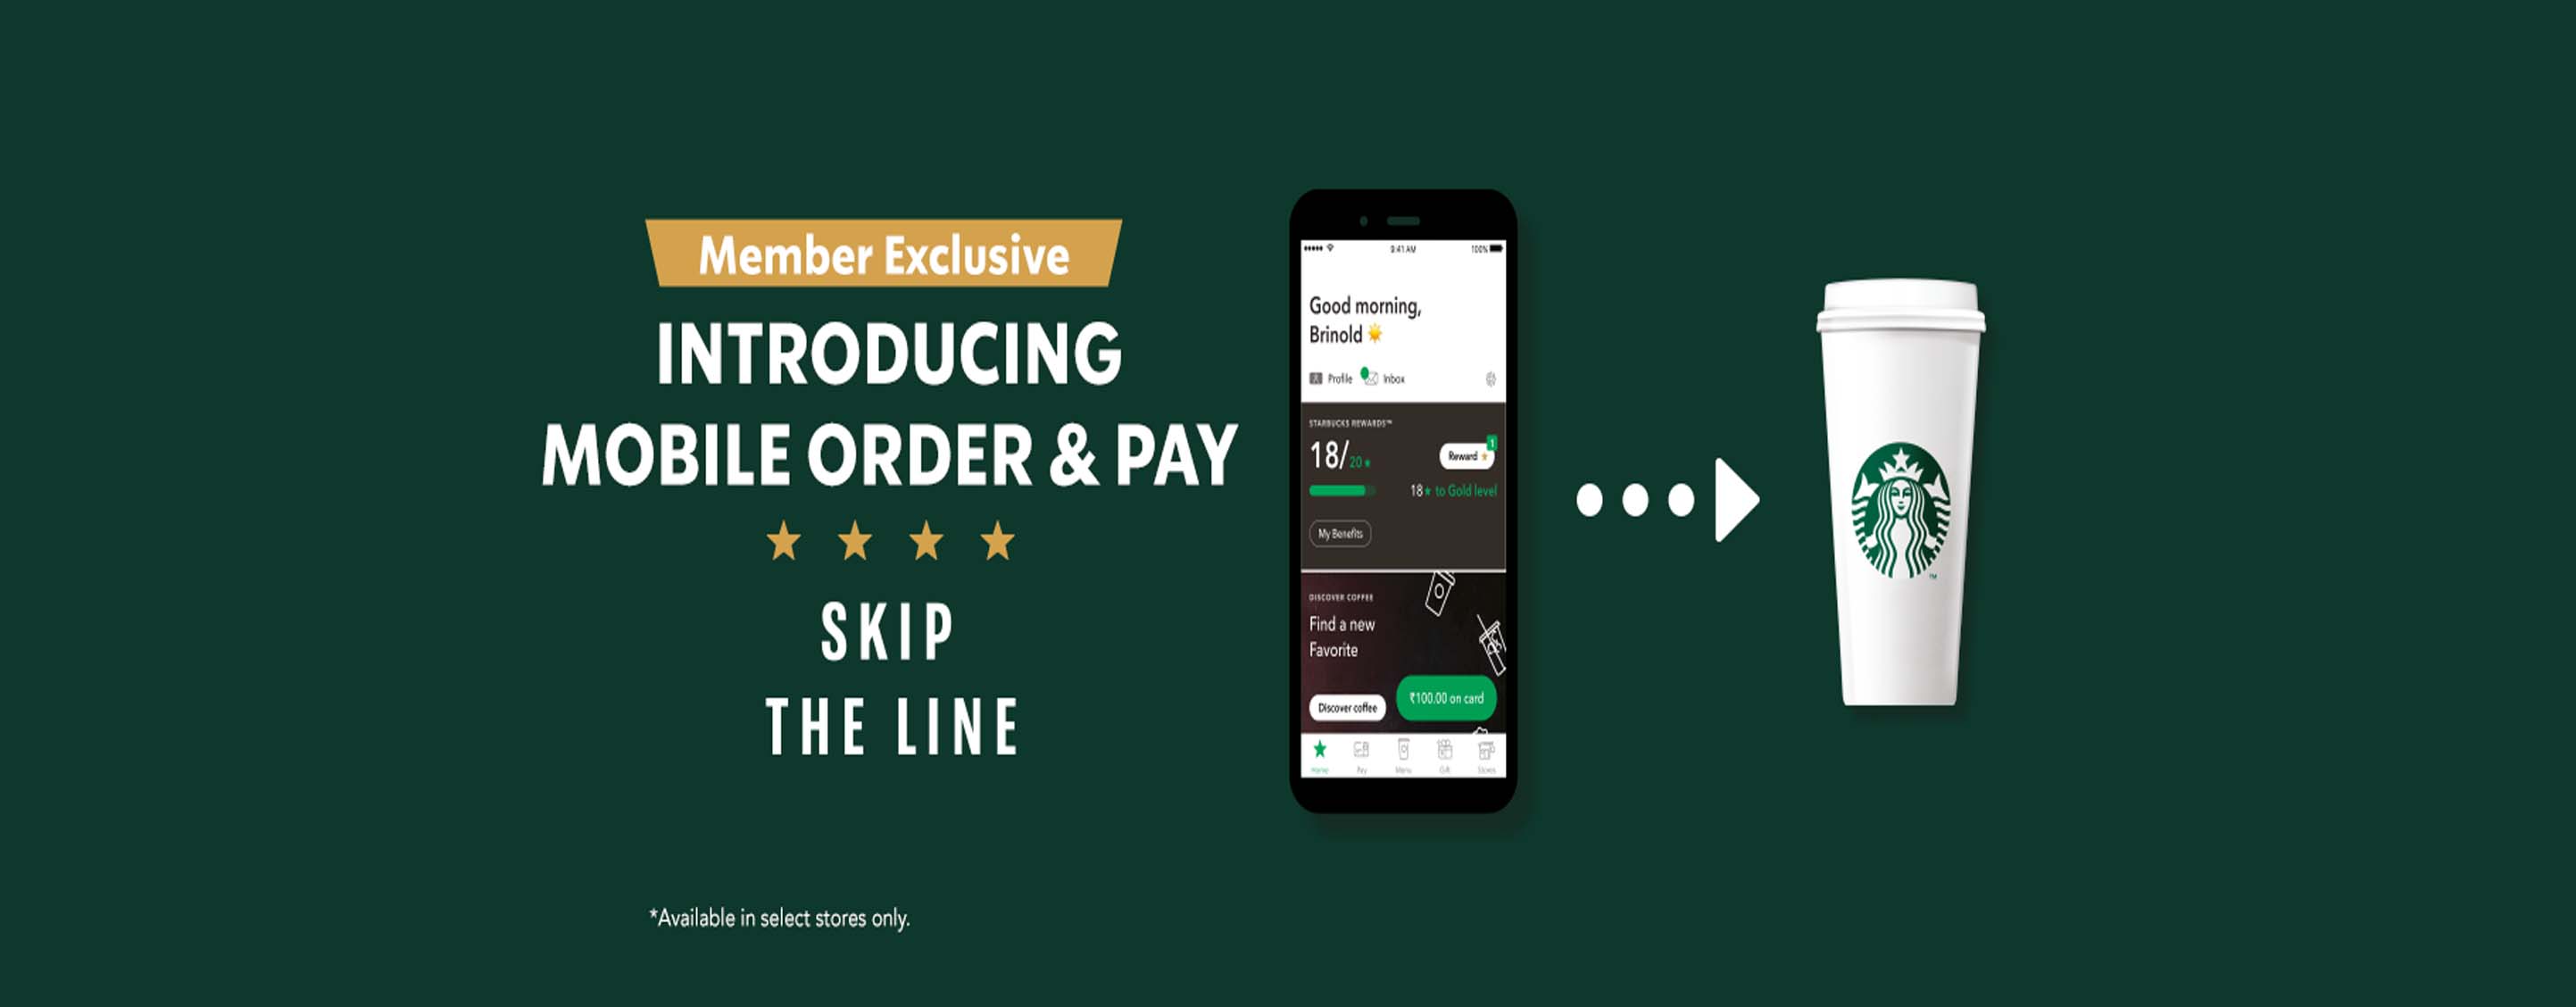 Member Exclusive
INTRODUCING
MOBILE ORDER & PAY
SKIP
THE LINE
*Available in select stores only.
9:41 AM
100%
Good morning,
Brinold
Profile
Inbox
STARBUCKS REWARDS™
18/20
1
Reward
18★ to Gold level
My Benefits
DISCOVER COFFEE
Find a new
Favorite
₹100.00 on card
Discover coffee
Home
Pay
Menu
Gift
Stores
TM